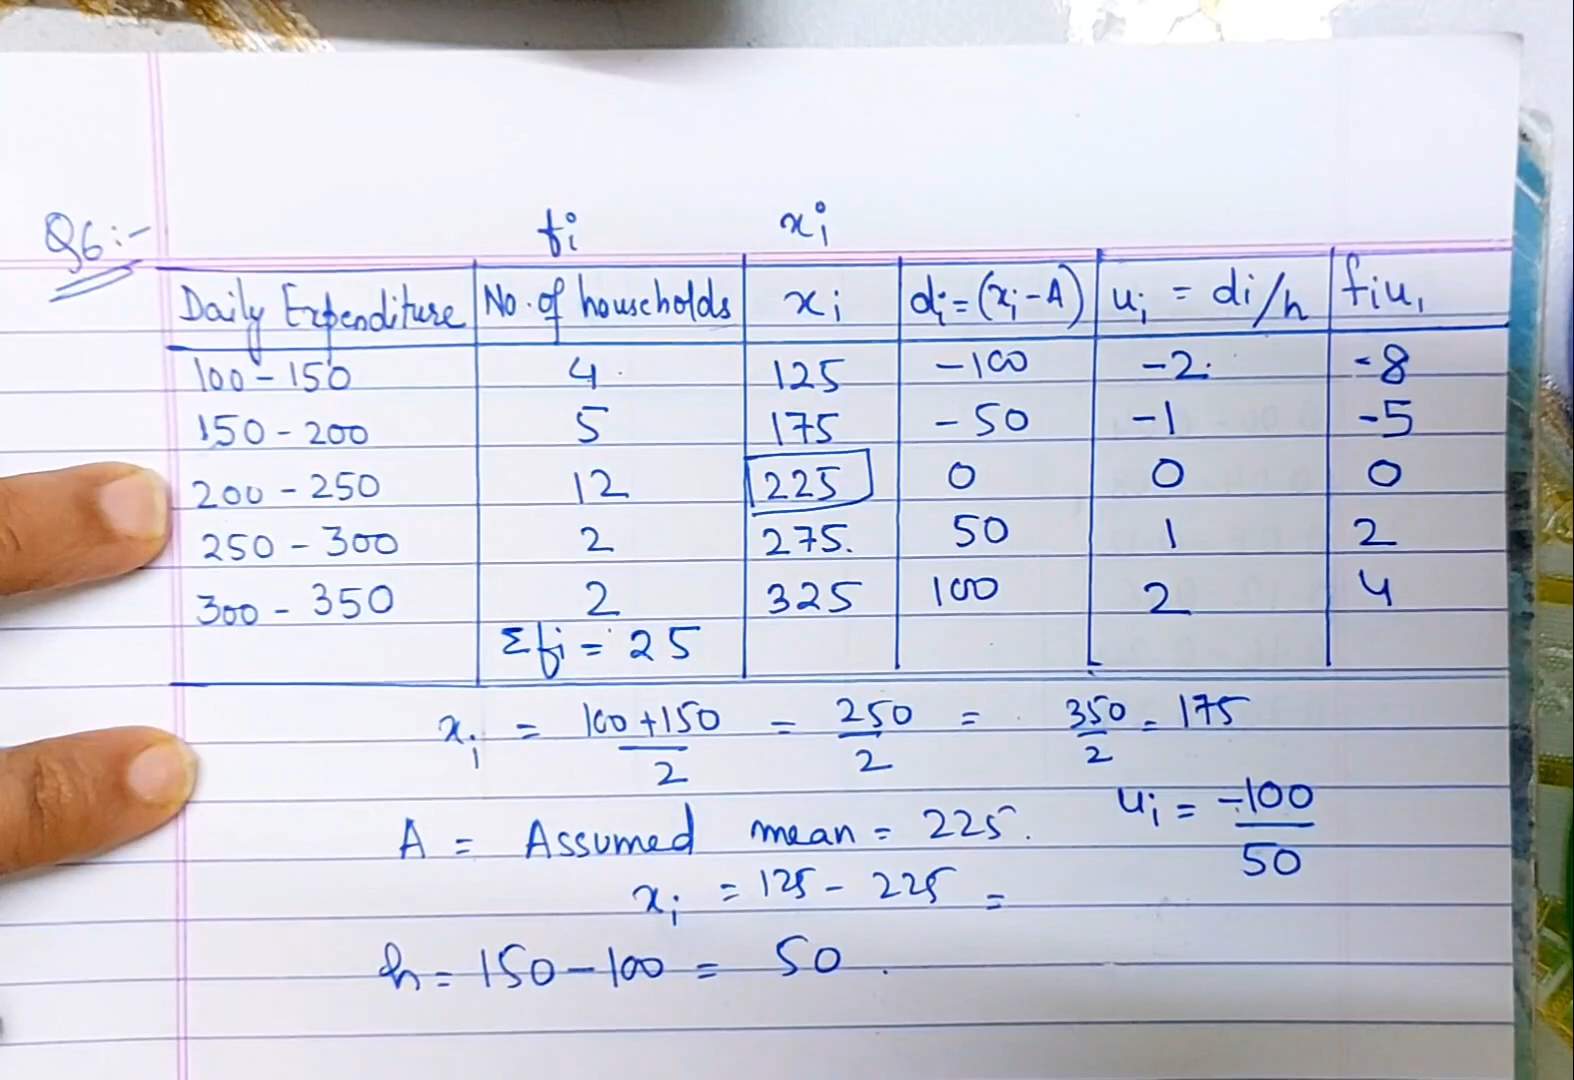 Q6:-
fi xi
Daily Expenditure No. of households xi di=(xi-A) ui = di/h fiui
100-150 4 125 -100 -2 -8
150-200 5 175 -50 -1 -5
200-250 12 225 0 0 0
250-300 2 275 50 1 2
300-350 2 325 100 2 4
Σfi = 25
xi = 100+150/2 = 250/2 = 350/2 = 175
A = Assumed mean = 225. ui = -100/50
xi = 125 - 225 =
h = 150-100 = 50.